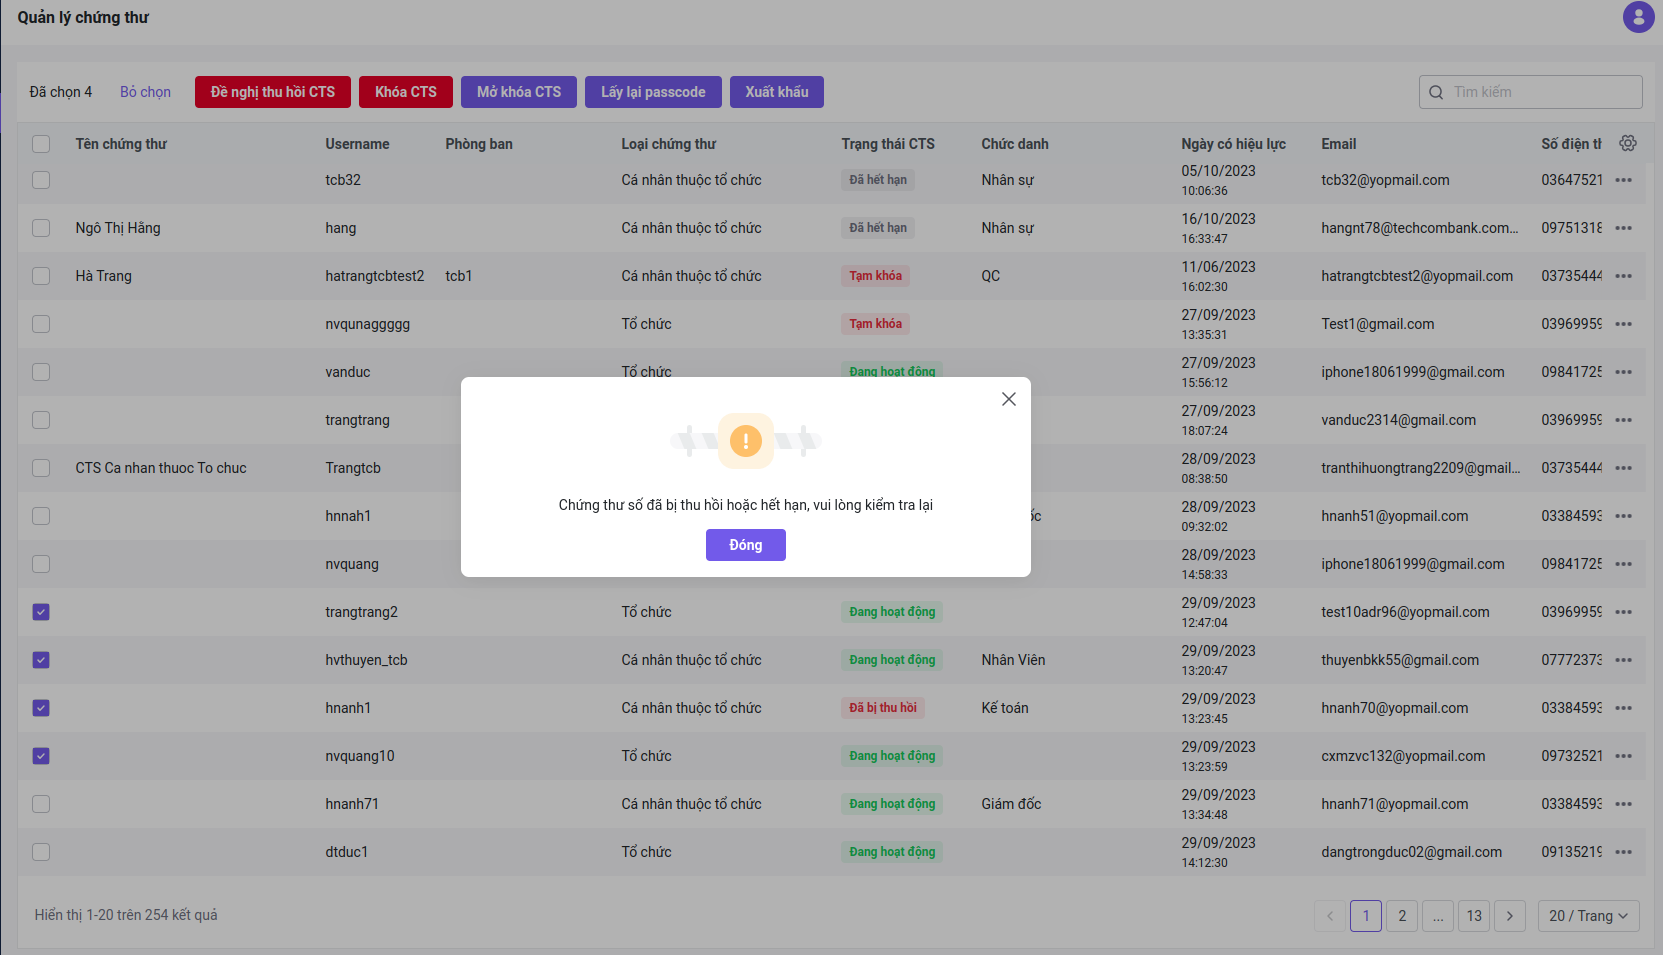 Quản lý chứng thư
Đã chọn 4 Bỏ chọn Đề nghị thu hồi CTS Khóa CTS Mở khóa CTS Lấy lại passcode Xuất khẩu Tìm kiếm
Tên chứng thư Username Phòng ban Loại chứng thư Trạng thái CTS Chức danh Ngày có hiệu lực Email Số điện th
tcb32 Cá nhân thuộc tổ chức Đã hết hạn Nhân sự 05/10/2023 10:06:36 tcb32@yopmail.com 03647521
Ngô Thị Hằng hang Cá nhân thuộc tổ chức Đã hết hạn Nhân sự 16/10/2023 16:33:47 hangnt78@techcombank.com... 09751318
Hà Trang hatrangtcbtest2 tcb1 Cá nhân thuộc tổ chức Tạm khóa QC 11/06/2023 16:02:30 hatrangtcbtest2@yopmail.com 03735444
nvqunaggggg Tổ chức Tạm khóa 27/09/2023 13:35:31 Test1@gmail.com 03969959
vanduc Tổ chức Đang hoạt động 27/09/2023 15:56:12 iphone18061999@gmail.com 09841725
trangtrang 27/09/2023 18:07:24 vanduc2314@gmail.com 03969959
CTS Ca nhan thuoc To chuc Trangtcb 28/09/2023 08:38:50 tranthihuongtrang2209@gmail... 03735444
hnnah1 ốc 28/09/2023 09:32:02 hnanh51@yopmail.com 03384593
nvquang 28/09/2023 14:58:33 iphone18061999@gmail.com 09841725
Chứng thư số đã bị thu hồi hoặc hết hạn, vui lòng kiểm tra lại
Đóng
trangtrang2 Tổ chức Đang hoạt động 29/09/2023 12:47:04 test10adr96@yopmail.com 03969959
hvthuyen_tcb Cá nhân thuộc tổ chức Đang hoạt động Nhân Viên 29/09/2023 13:20:47 thuyenbkk55@gmail.com 07772373
hnanh1 Cá nhân thuộc tổ chức Đã bị thu hồi Kế toán 29/09/2023 13:23:45 hnanh70@yopmail.com 03384593
nvquang10 Tổ chức Đang hoạt động 29/09/2023 13:23:59 cxmzvc132@yopmail.com 09732521
hnanh71 Cá nhân thuộc tổ chức Đang hoạt động Giám đốc 29/09/2023 13:34:48 hnanh71@yopmail.com 03384593
dtduc1 Tổ chức Đang hoạt động 29/09/2023 14:12:30 dangtrongduc02@gmail.com 09135219
Hiển thị 1-20 trên 254 kết quả 1 2 ... 13 20 / Trang